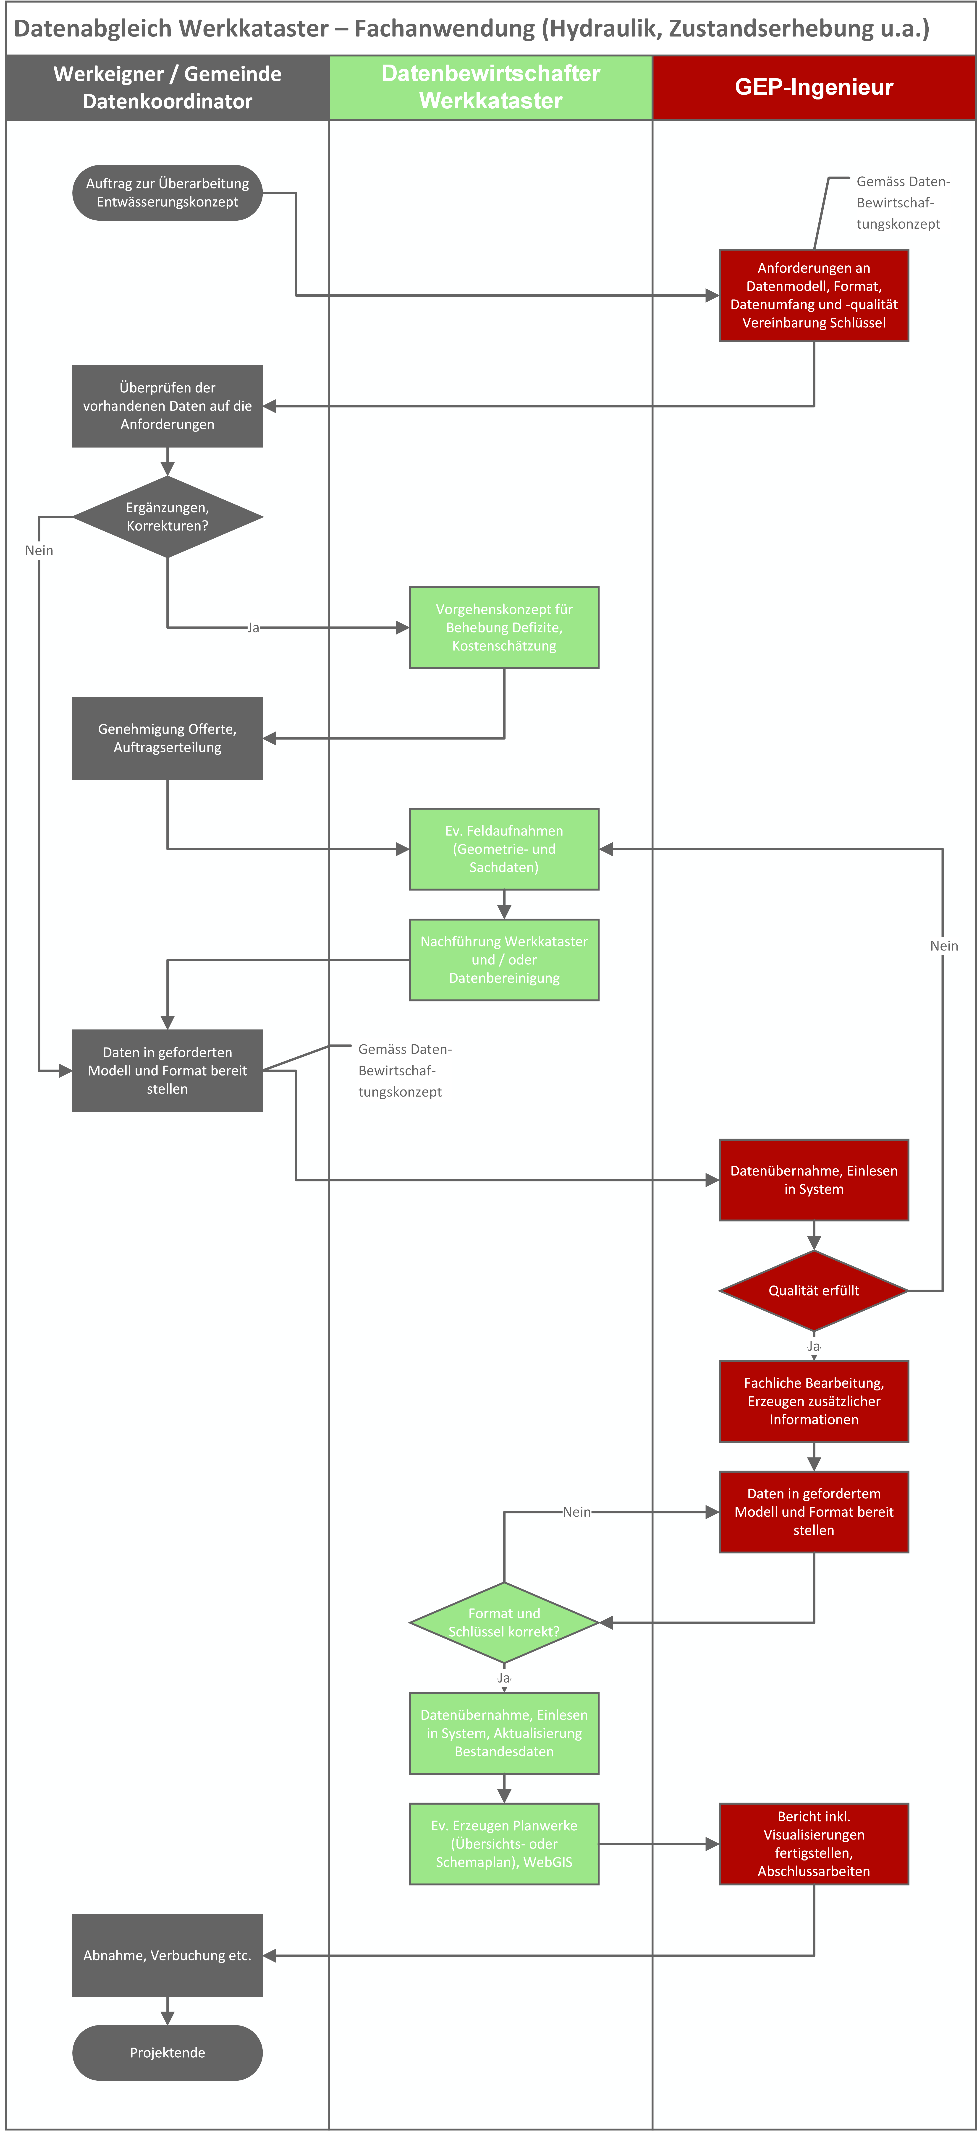 Datenabgleich Werkkataster – Fachanwendung (Hydraulik, Zustandserhebung u.a.)
Werkeigner / Gemeinde
Datenkoordinator
Datenbewirtschafter
Werkkataster
GEP-Ingenieur
Auftrag zur Überarbeitung
Entwässerungskonzept
Gemäss Daten-
Bewirtschaf-
tungskonzept
Anforderungen an
Datenmodell, Format,
Datenumfang und -qualität
Vereinbarung Schlüssel
Überprüfen der
vorhandenen Daten auf die
Anforderungen
Ergänzungen,
Korrekturen?
Nein
Ja
Vorgehenskonzept für
Behebung Defizite,
Kostenschätzung
Genehmigung Offerte,
Auftragserteilung
Ev. Feldaufnahmen
(Geometrie- und
Sachdaten)
Nein
Nachführung Werkkataster
und / oder
Datenbereinigung
Daten in geforderten
Modell und Format bereit
stellen
Gemäss Daten-
Bewirtschaf-
tungskonzept
Datenübernahme, Einlesen
in System
Qualität erfüllt
Ja
Fachliche Bearbeitung,
Erzeugen zusätzlicher
Informationen
Daten in gefordertem
Modell und Format bereit
stellen
Nein
Format und
Schlüssel korrekt?
Ja
Datenübernahme, Einlesen
in System, Aktualisierung
Bestandesdaten
Ev. Erzeugen Planwerke
(Übersichts- oder
Schemaplan), WebGIS
Bericht inkl.
Visualisierungen
fertigstellen,
Abschlussarbeiten
Abnahme, Verbuchung etc.
Projektende